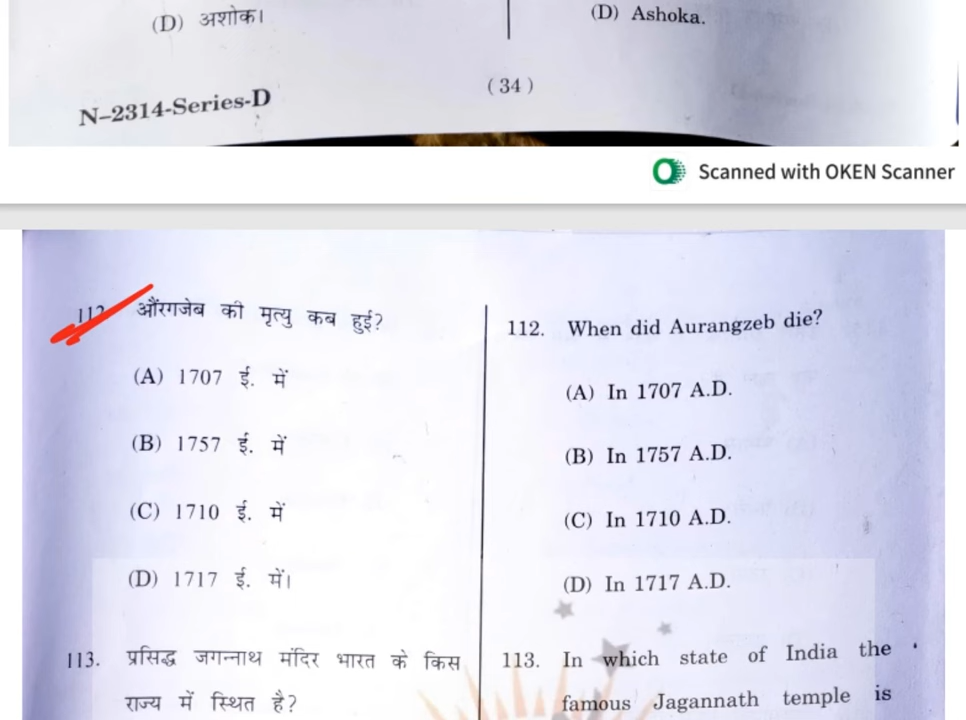 (D) अशोक।
(D) Ashoka.
N–2314-Series-D
( 34 )
Scanned with OKEN Scanner
112. औंरगजेब की मृत्यु कब हुई?
(A) 1707 ई. में
(B) 1757 ई. में
(C) 1710 ई. में
(D) 1717 ई. में।
113. प्रसिद्ध जगन्नाथ मंदिर भारत के किस
राज्य में स्थित है?
112. When did Aurangzeb die?
(A) In 1707 A.D.
(B) In 1757 A.D.
(C) In 1710 A.D.
(D) In 1717 A.D.
113. In which state of India the
famous Jagannath temple is